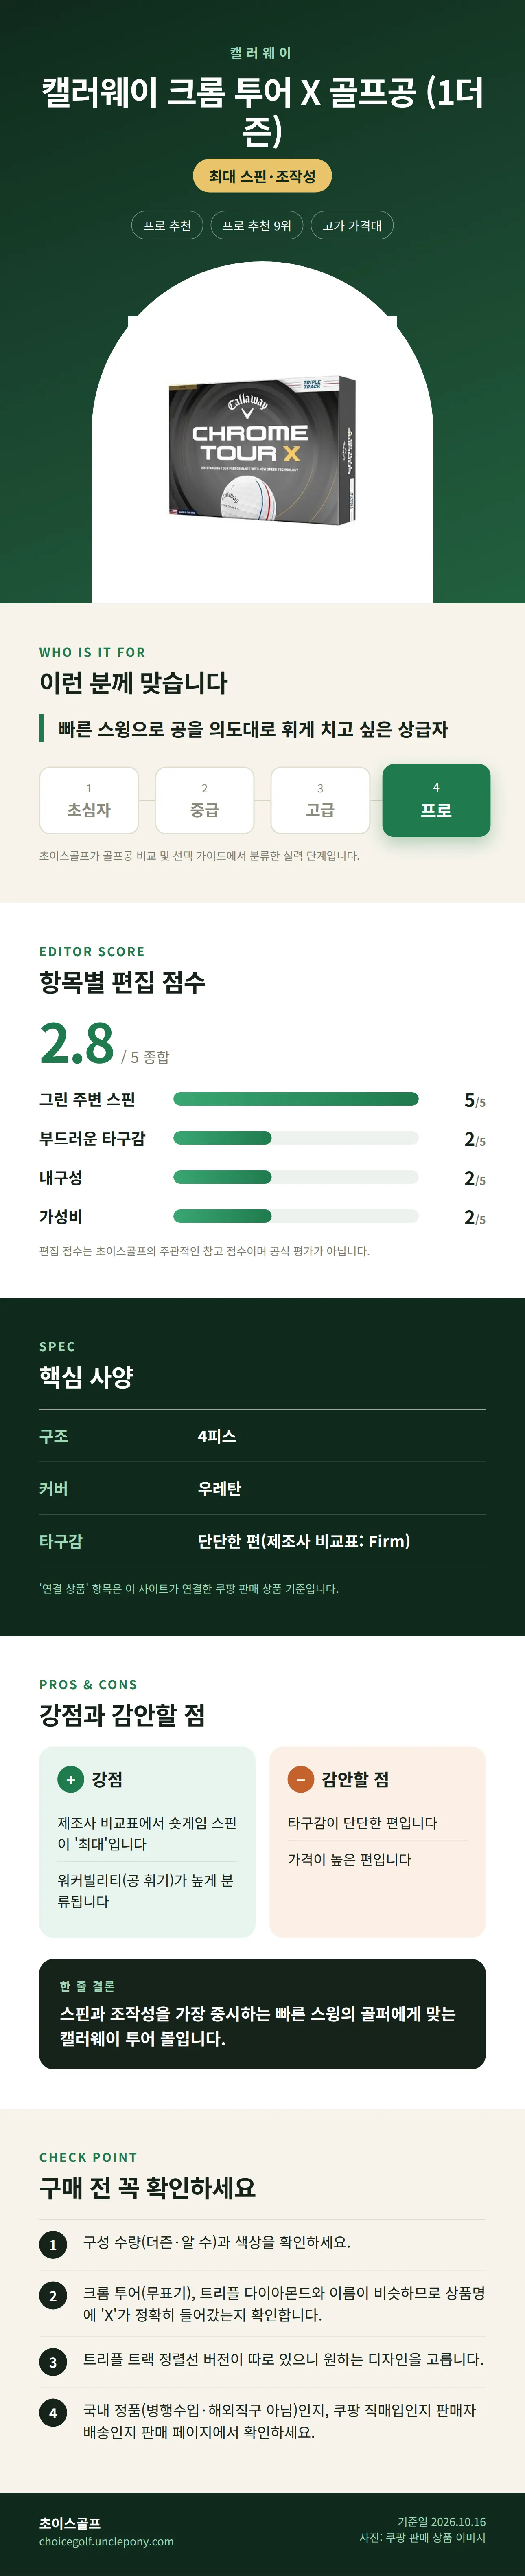 캘러웨이
캘러웨이 크롬 투어 X 골프공 (1더
즌)
최대 스핀·조작성
프로 추천
프로 추천 9위
고가 가격대
TRIPLE
TRACK
Callaway
CHROME
TOUR X
OUTSTANDING TOUR PERFORMANCE WITH NEW SPEED TECHNOLOGY
WHO IS IT FOR
이런 분께 맞습니다
빠른 스윙으로 공을 의도대로 휘게 치고 싶은 상급자
1
초심자
2
중급
3
고급
4
프로
초이스골프가 골프공 비교 및 선택 가이드에서 분류한 실력 단계입니다.
EDITOR SCORE
항목별 편집 점수
2.8 / 5 종합
그린 주변 스핀 5/5
부드러운 타구감 2/5
내구성 2/5
가성비 2/5
편집 점수는 초이스골프의 주관적인 참고 점수이며 공식 평가가 아닙니다.
SPEC
핵심 사양
구조 4피스
커버 우레탄
타구감 단단한 편(제조사 비교표: Firm)
'연결 상품' 항목은 이 사이트가 연결한 쿠팡 판매 상품 기준입니다.
PROS & CONS
강점과 감안할 점
+ 강점
제조사 비교표에서 숏게임 스핀
이 '최대'입니다
워커빌리티(공 휘기)가 높게 분
류됩니다
− 감안할 점
타구감이 단단한 편입니다
가격이 높은 편입니다
한 줄 결론
스핀과 조작성을 가장 중시하는 빠른 스윙의 골퍼에게 맞는
캘러웨이 투어 볼입니다.
CHECK POINT
구매 전 꼭 확인하세요
1 구성 수량(더즌·알 수)과 색상을 확인하세요.
2 크롬 투어(무표기), 트리플 다이아몬드와 이름이 비슷하므로 상품명
에 'X'가 정확히 들어갔는지 확인합니다.
3 트리플 트랙 정렬선 버전이 따로 있으니 원하는 디자인을 고릅니다.
4 국내 정품(병행수입·해외직구 아님)인지, 쿠팡 직매입인지 판매자
배송인지 판매 페이지에서 확인하세요.
초이스골프
choicegolf.unclepony.com
기준일 2026.10.16
사진: 쿠팡 판매 상품 이미지